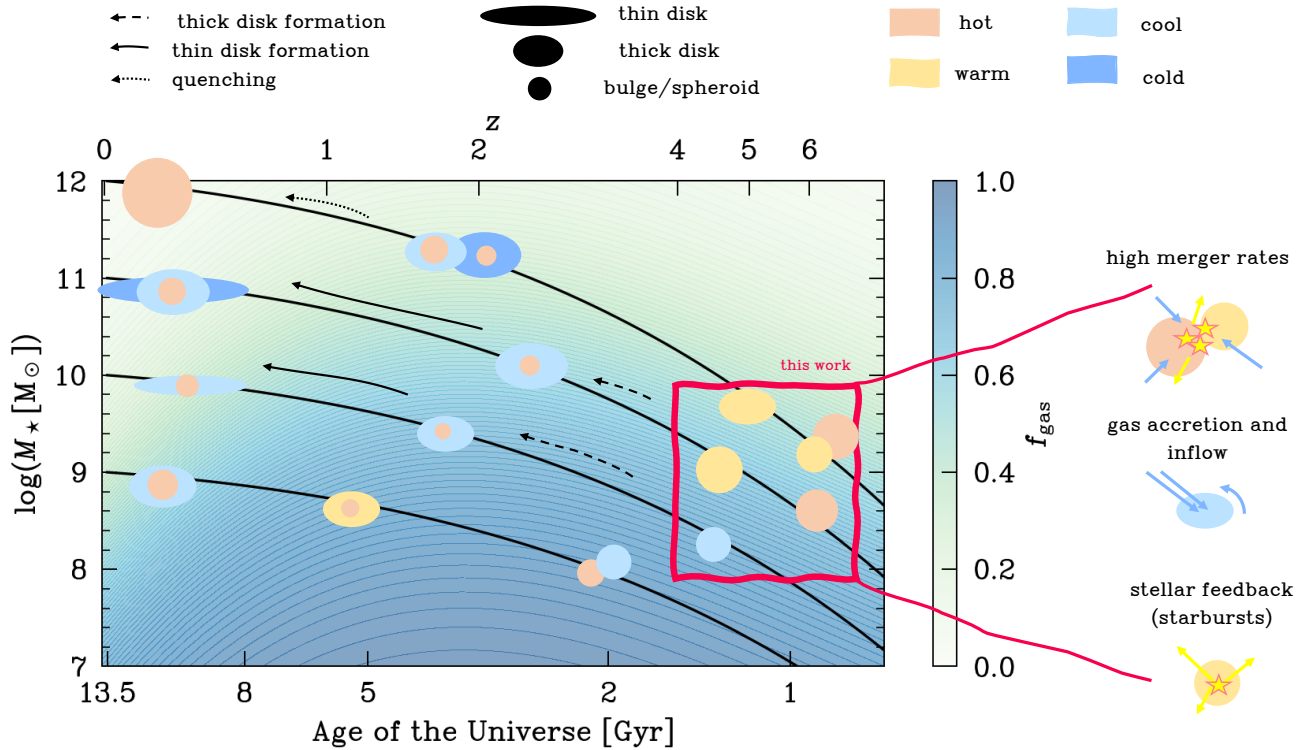 thick disk formation
thin disk formation
quenching
thin disk
thick disk
bulge/spheroid
hot
warm
cool
cold
z
0 1 2 4 5 6
12
11
10
9
8
7
log(M⋆[M⊙])
13.5 8 5 2 1
Age of the Universe [Gyr]
this work
1.0
0.8
0.6
0.4
0.2
0.0
fgas
high merger rates
gas accretion and
inflow
stellar feedback
(starbursts)